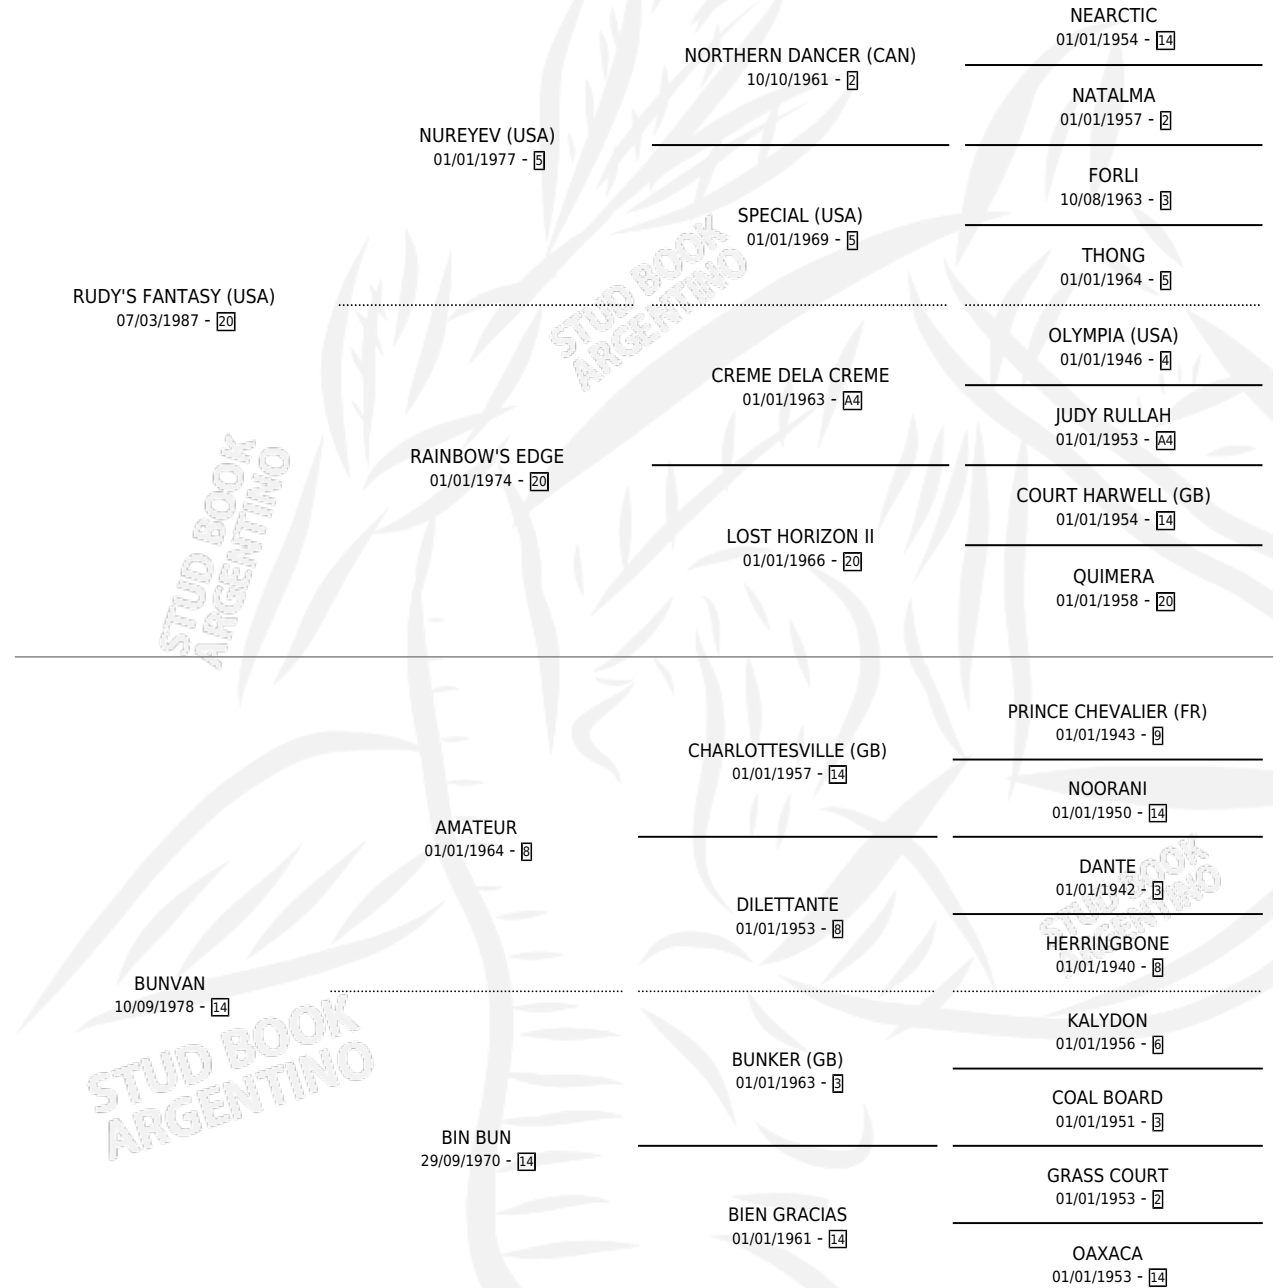 NEARCTIC
01/01/1954 - 14
NORTHERN DANCER (CAN)
10/10/1961 - 2
NATALMA
01/01/1957 - 2
NUREYEV (USA)
01/01/1977 - 5
FORLI
10/08/1963 - 3
SPECIAL (USA)
01/01/1969 - 5
THONG
01/01/1964 - 5
RUDY'S FANTASY (USA)
07/03/1987 - 20
STUD BOOK
ARGENTINO
OLYMPIA (USA)
01/01/1946 - 4
CREME DELA CREME
01/01/1963 - A4
JUDY RULLAH
01/01/1953 - A4
RAINBOW'S EDGE
01/01/1974 - 20
COURT HARWELL (GB)
01/01/1954 - 14
LOST HORIZON II
01/01/1966 - 20
QUIMERA
01/01/1958 - 20
STUD BOOK
ARGENTINO
PRINCE CHEVALIER (FR)
01/01/1943 - 9
CHARLOTTESVILLE (GB)
01/01/1957 - 14
NOORANI
01/01/1950 - 14
AMATEUR
01/01/1964 - 8
DANTE
01/01/1942 - 3
DILETTANTE
01/01/1953 - 8
STUD BOOK
ARGENTINO
HERRINGBONE
01/01/1940 - 8
BUNVAN
10/09/1978 - 14
KALYDON
01/01/1956 - 6
BUNKER (GB)
01/01/1963 - 3
COAL BOARD
01/01/1951 - 3
STUD BOOK
ARGENTINO
BIN BUN
29/09/1970 - 14
GRASS COURT
01/01/1953 - 2
BIEN GRACIAS
01/01/1961 - 14
OAXACA
01/01/1953 - 14